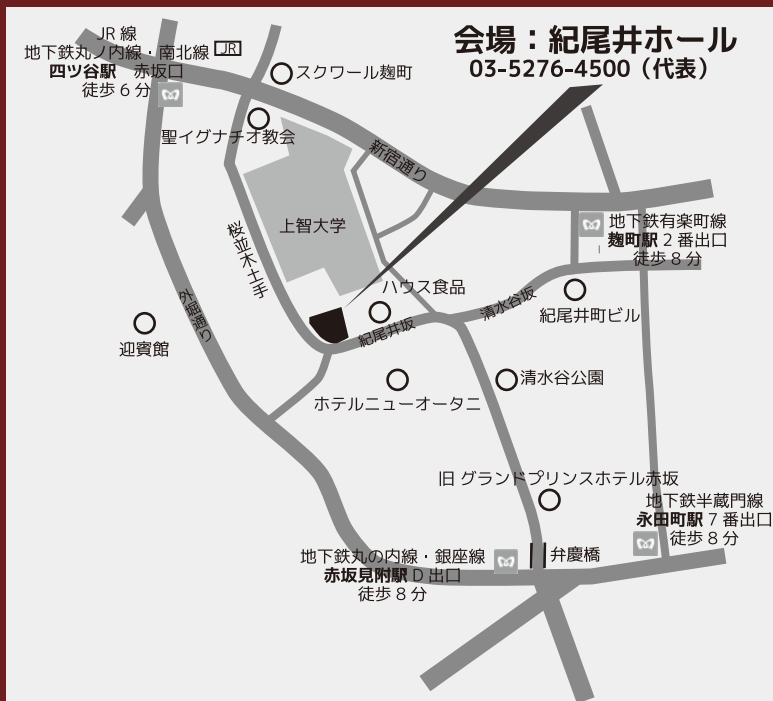 会場：紀尾井ホール
03-5276-4500（代表）
JR 線
地下鉄丸ノ内線・南北線
JR
四ツ谷駅　赤坂口
徒歩 6 分
スクワール麹町
聖イグナチオ教会
新宿通り
上智大学
桜並木土手
地下鉄有楽町線
麹町駅 2 番出口
徒歩 8 分
ハウス食品
清水谷坂
紀尾井町ビル
外堀通り
紀尾井坂
迎賓館
ホテルニューオータニ
清水谷公園
旧 グランドプリンスホテル赤坂
地下鉄半蔵門線
永田町駅 7 番出口
徒歩 8 分
地下鉄丸の内線・銀座線
赤坂見附駅 D 出口
徒歩 8 分
弁慶橋